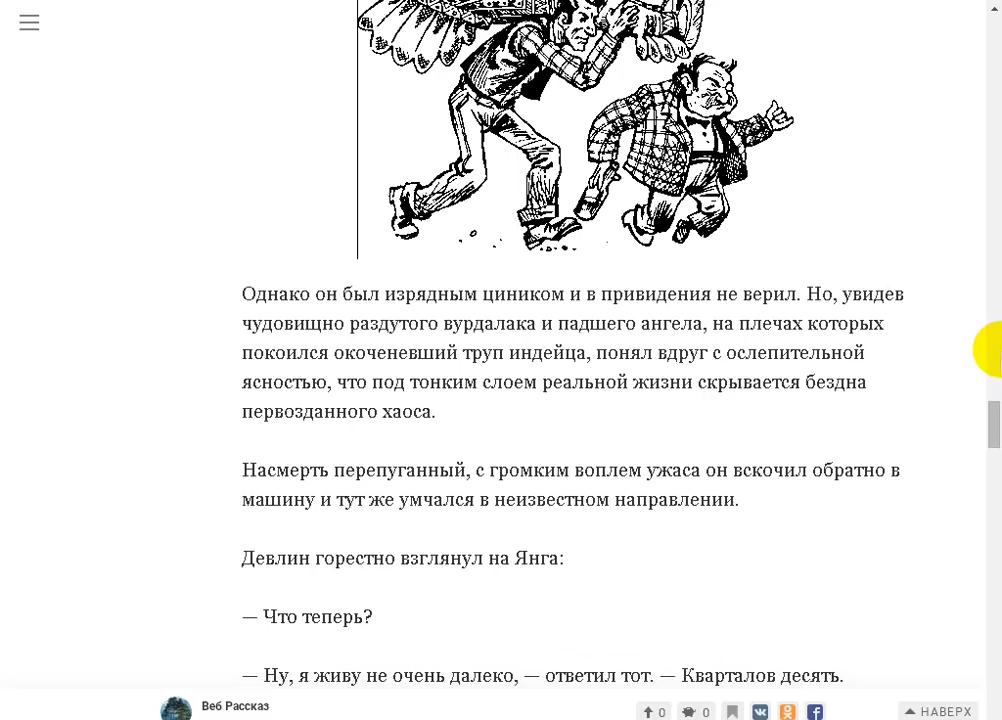 Однако он был изрядным циником и в привидения не верил. Но, увидев
чудовищно раздутого вурдалака и падшего ангела, на плечах которых
покоился окоченевший труп индейца, понял вдруг с ослепительной
ясностью, что под тонким слоем реальной жизни скрывается бездна
первозданного хаоса.
Насмерть перепуганный, с громким воплем ужаса он вскочил обратно в
машину и тут же умчался в неизвестном направлении.
Девлин горестно взглянул на Янга:
— Что теперь?
— Ну, я живу не очень далеко, — ответил тот. — Кварталов десять.
Веб Рассказ
0 0 НАВЕРХ